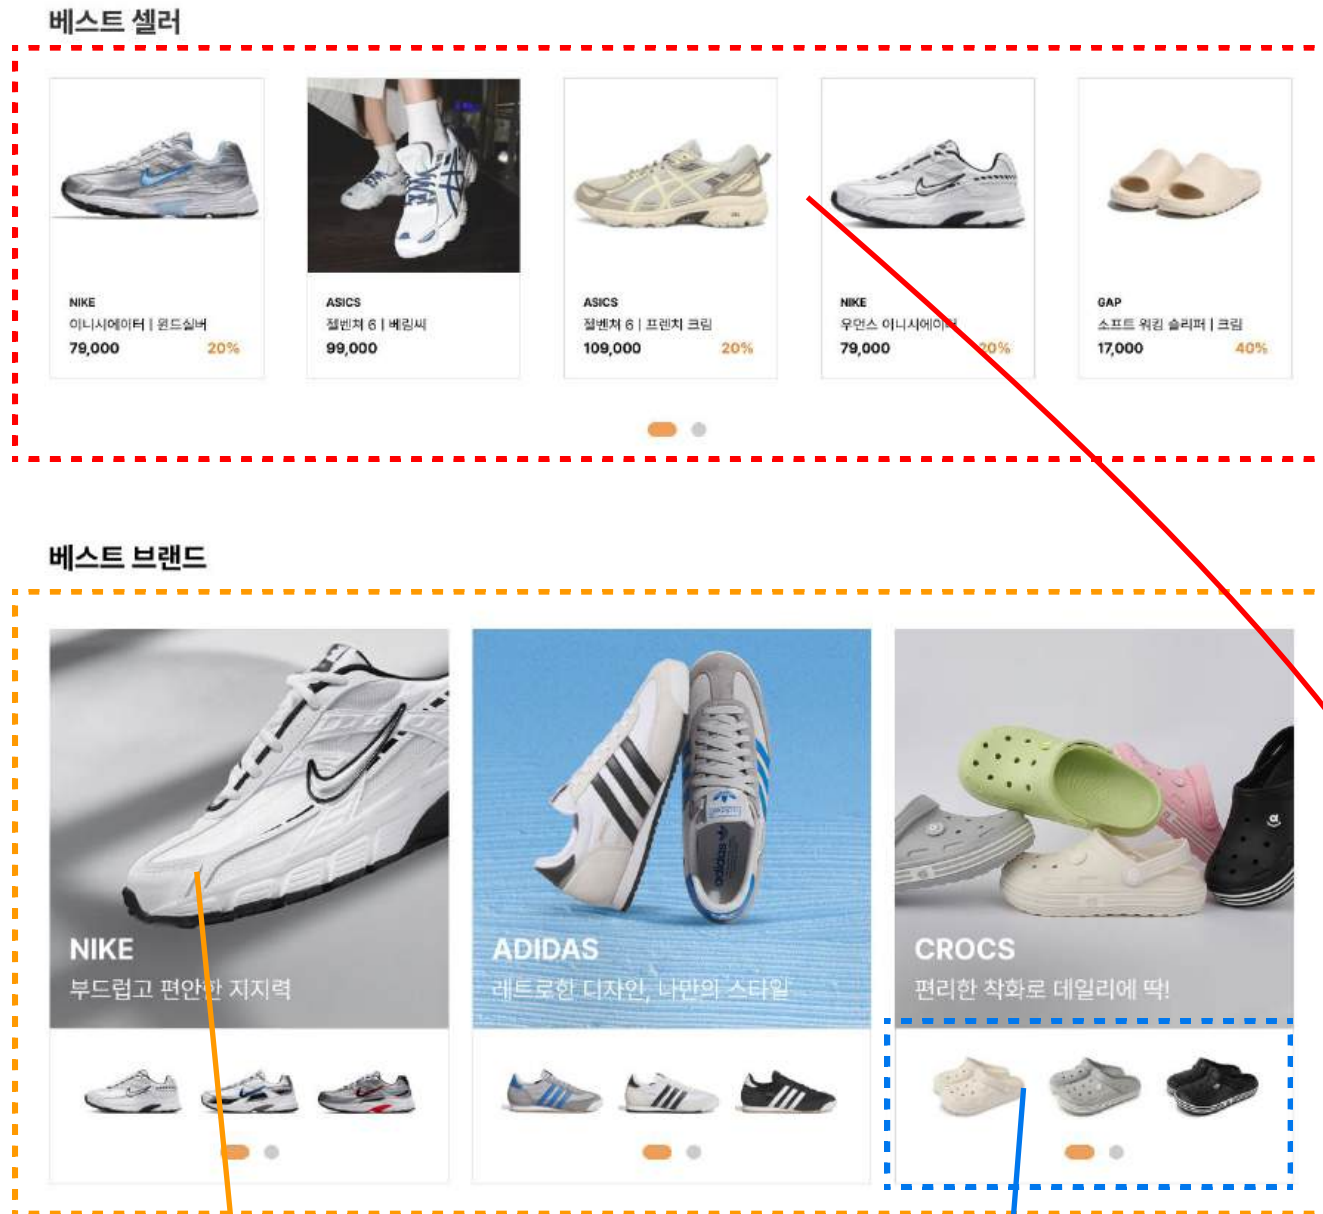 베스트 셀러
NIKE
이니시에이터 | 윈드실버
79,000 20%
ASICS
젤벤쳐 6 | 베링씨
99,000
ASICS
젤벤쳐 6 | 프렌치 크림
109,000 20%
NIKE
우먼스 이니시에이터
79,000 20%
GAP
소프트 워킹 슬리퍼 | 크림
17,000 40%
베스트 브랜드
NIKE
부드럽고 편안한 지지력
ADIDAS
레트로한 디자인, 나만의 스타일
CROCS
편리한 착화로 데일리에 딱!
adidas